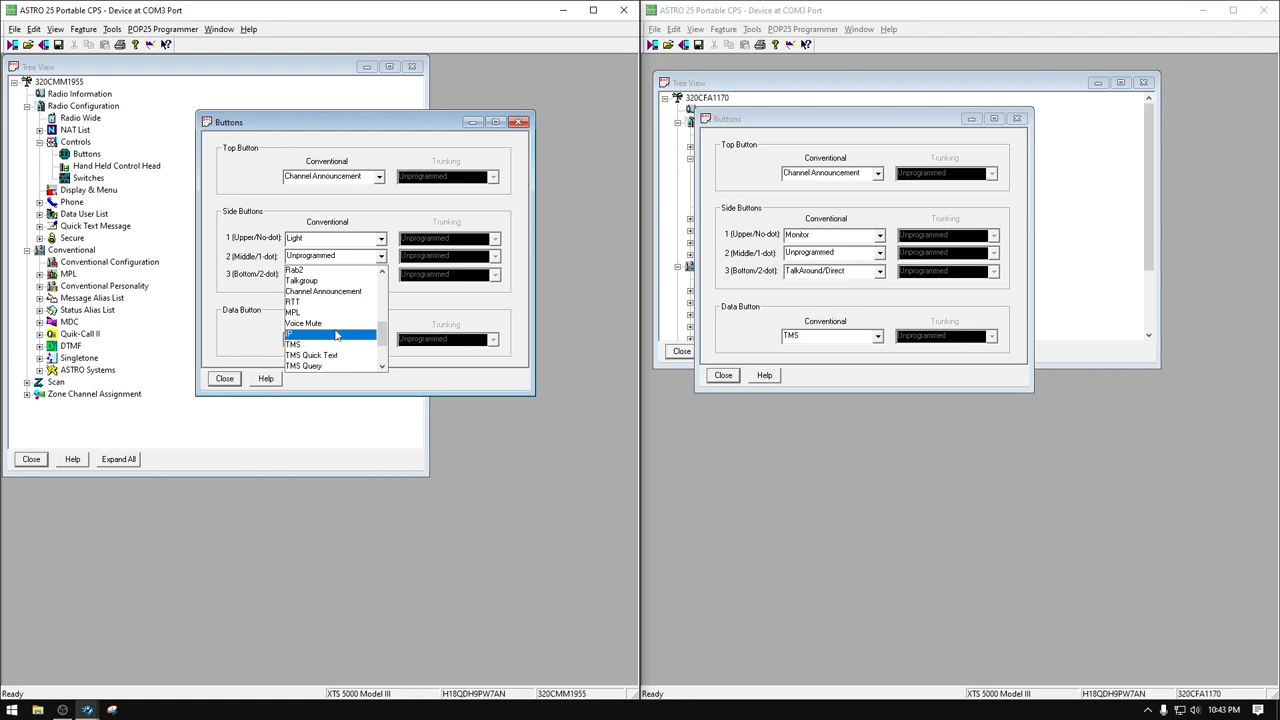 ASTRO 25 Portable CPS - Device at COM3 Port
File Edit View Feature Tools POP25 Programmer Window Help
Tree View
320CMM1955
Radio Information
Radio Configuration
Radio Wide
NAT List
Controls
Buttons
Hand Held Control Head
Switches
Display & Menu
Phone
Data User List
Quick Text Message
Secure
Conventional
Conventional Configuration
MPL
Conventional Personality
Message Alias List
Status Alias List
MDC
Quik-Call II
DTMF
Singletone
ASTRO Systems
Scan
Zone Channel Assignment
Close Help Expand All
Buttons
Top Button
Conventional Trunking
Channel Announcement Unprogrammed
Side Buttons
Conventional Trunking
1 (Upper/No-dot): Light Unprogrammed
2 (Middle/1-dot): Unprogrammed Unprogrammed
3 (Bottom/2-dot): Unprogrammed
Rab2
Talkgroup
Channel Announcement
RTT
MPL
Voice Mute
IP
TMS
TMS Quick Text
TMS Query
Data Button
Trunking
Unprogrammed
Close Help
Ready XTS 5000 Model III H18QDH9PW7AN 320CMM1955
ASTRO 25 Portable CPS - Device at COM3 Port
File Edit View Feature Tools POP25 Programmer Window Help
Tree View
320CFA1170
Close
Buttons
Top Button
Conventional Trunking
Channel Announcement Unprogrammed
Side Buttons
Conventional Trunking
1 (Upper/No-dot): Monitor Unprogrammed
2 (Middle/1-dot): Unprogrammed Unprogrammed
3 (Bottom/2-dot): TalkAround/Direct Unprogrammed
Data Button
Conventional Trunking
TMS Unprogrammed
Close Help
Ready XTS 5000 Model III H18QDH9PW7AN 320CFA1170
10:43 PM